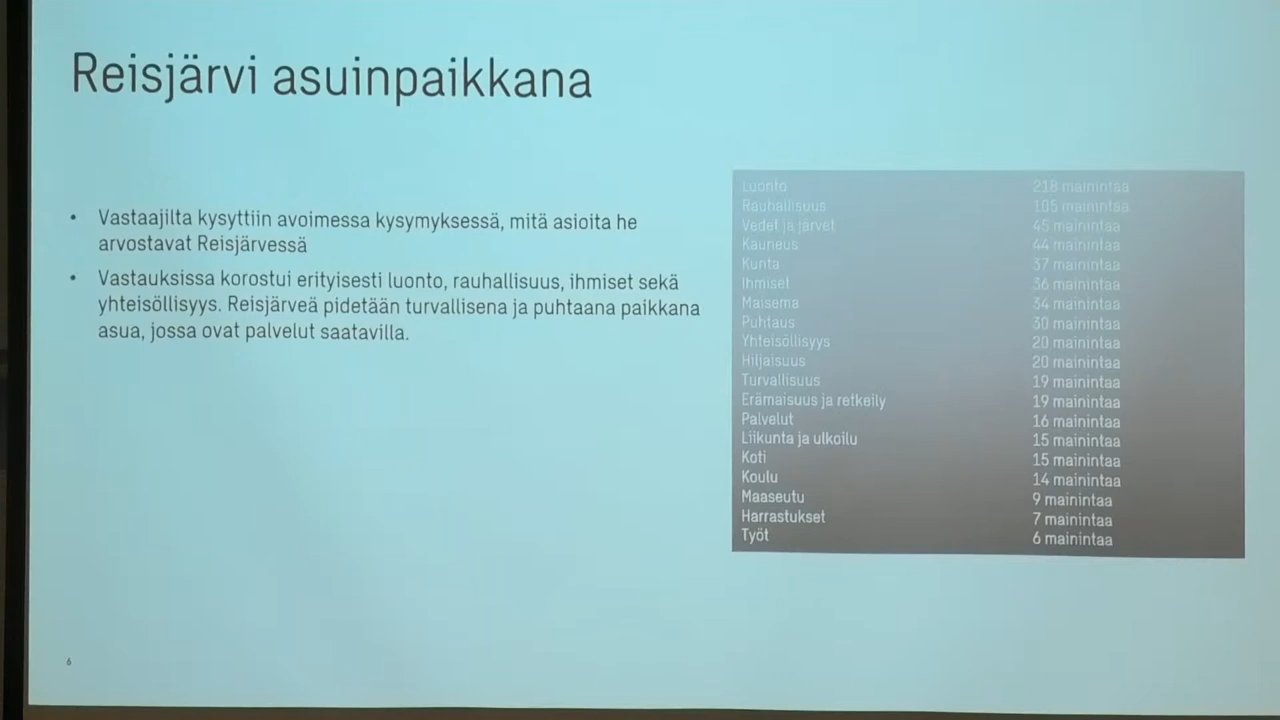 Reisjärvi asuinpaikkana
• Vastaajilta kysyttiin avoimessa kysymyksessä, mitä asioita he
arvostavat Reisjärvessä
• Vastauksissa korostui erityisesti luonto, rauhallisuus, ihmiset sekä
yhteisöllisyys. Reisjärveä pidetään turvallisena ja puhtaana paikkana
asua, jossa ovat palvelut saatavilla.
Luonto 218 mainintaa
Rauhallisuus 105 mainintaa
Vedet ja järvet 45 mainintaa
Kauneus 44 mainintaa
Kunta 37 mainintaa
Ihmiset 36 mainintaa
Maisema 34 mainintaa
Puhtaus 30 mainintaa
Yhteisöllisyys 20 mainintaa
Hiljaisuus 20 mainintaa
Turvallisuus 19 mainintaa
Erämaisuus ja retkeily 19 mainintaa
Palvelut 16 mainintaa
Liikunta ja ulkoilu 15 mainintaa
Koti 15 mainintaa
Koulu 14 mainintaa
Maaseutu 9 mainintaa
Harrastukset 7 mainintaa
Työt 6 mainintaa
6